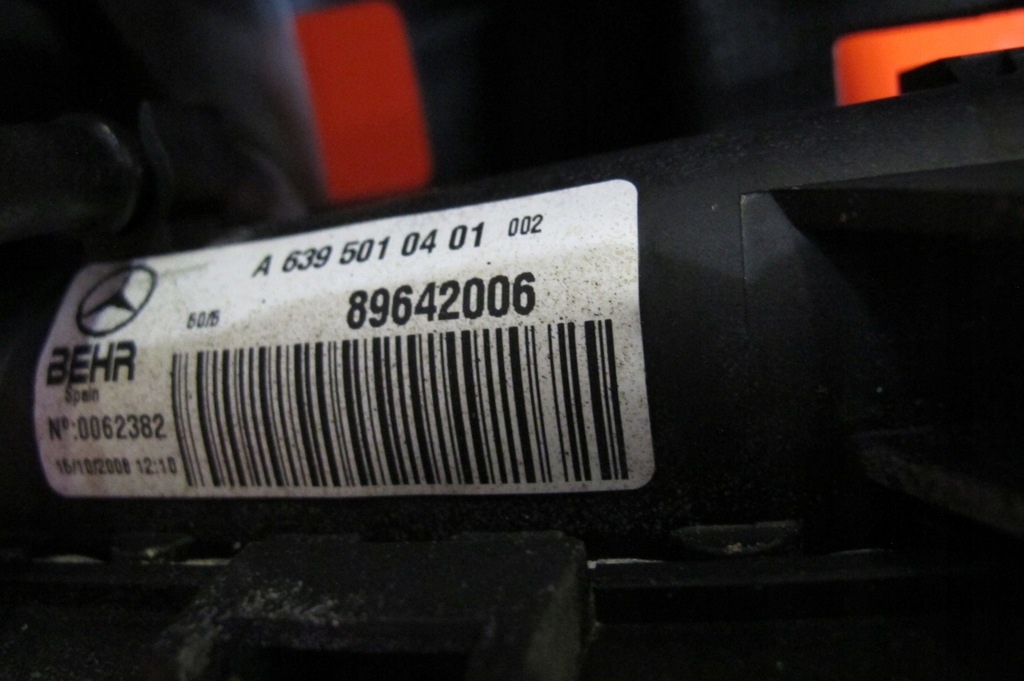 A 639 501 04 01 002
89642006
50/5
BEHR
Spain
Nº:0062382
16/10/2008 12:10